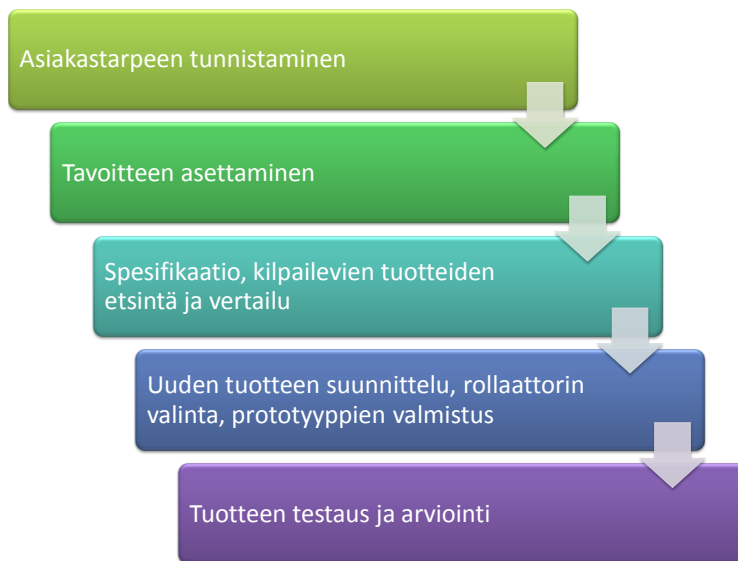 Asiakastarpeen tunnistaminen
Tavoitteen asettaminen
Spesifikaatio, kilpailevien tuotteiden
etsintä ja vertailu
Uuden tuotteen suunnittelu, rollaattorin
valinta, prototyyppien valmistus
Tuotteen testaus ja arviointi